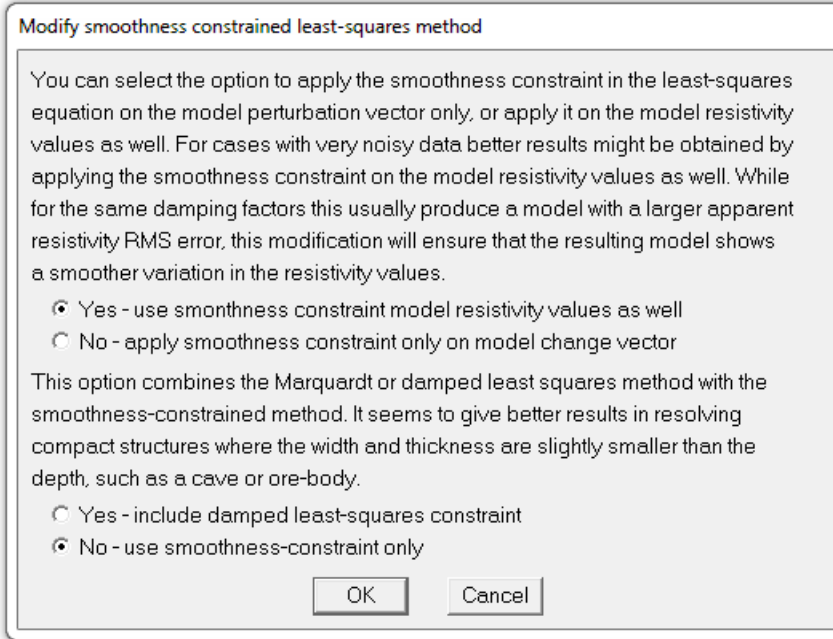 Modify smoothness constrained least-squares method
You can select the option to apply the smoothness constraint in the least-squares
equation on the model perturbation vector only, or apply it on the model resistivity
values as well. For cases with very noisy data better results might be obtained by
applying the smoothness constraint on the model resistivity values as well. While
for the same damping factors this usually produce a model with a larger apparent
resistivity RMS error, this modification will ensure that the resulting model shows
a smoother variation in the resistivity values.
Yes - use smonthness constraint model resistivity values as well
No - apply smoothness constraint only on model change vector
This option combines the Marquardt or damped least squares method with the
smoothness-constrained method. It seems to give better results in resolving
compact structures where the width and thickness are slightly smaller than the
depth, such as a cave or ore-body.
Yes - include damped least-squares constraint
No - use smoothness-constraint only
OK Cancel